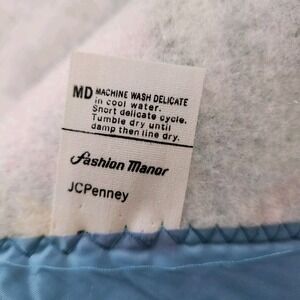 MD MACHINE WASH DELICATE
in cool water.
Short delicate cycle.
Tumble dry until
damp then line dry.
Fashion Manor
JCPenney